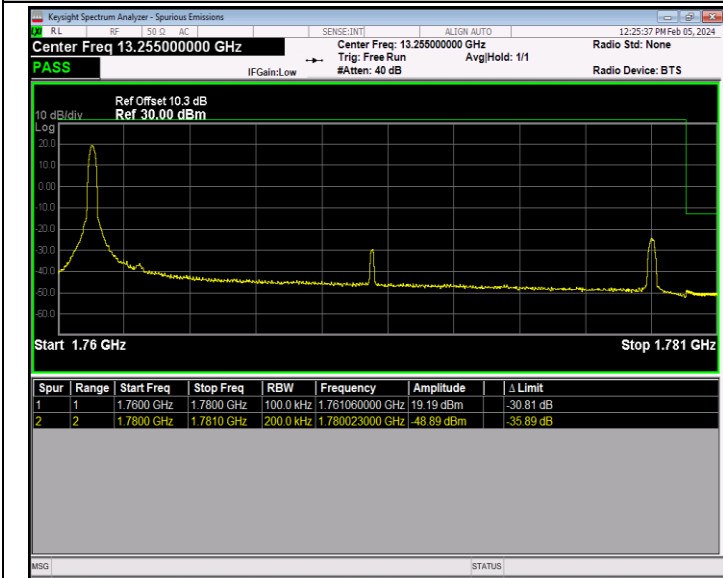 Keysight Spectrum Analyzer - Spurious Emissions
RL RF 50 Ω AC SENSE:INT ALIGN AUTO 12:25:37 PM Feb 05, 2024
Center Freq 13.255000000 GHz Center Freq: 13.255000000 GHz Radio Std: None
Trig: Free Run Avg|Hold: 1/1
PASS IFGain:Low #Atten: 40 dB Radio Device: BTS
Ref Offset 10.3 dB
10 dB/div Ref 30.00 dBm
Log
20.0
10.0
0.00
-10.0
-20.0
-30.0
-40.0
-50.0
-60.0
Start 1.76 GHz Stop 1.781 GHz
Spur Range Start Freq Stop Freq RBW Frequency Amplitude Δ Limit
1 1 1.7600 GHz 1.7800 GHz 100.0 kHz 1.761060000 GHz 19.19 dBm -30.81 dB
2 2 1.7800 GHz 1.7810 GHz 200.0 kHz 1.780023000 GHz -48.89 dBm -35.89 dB
MSG STATUS